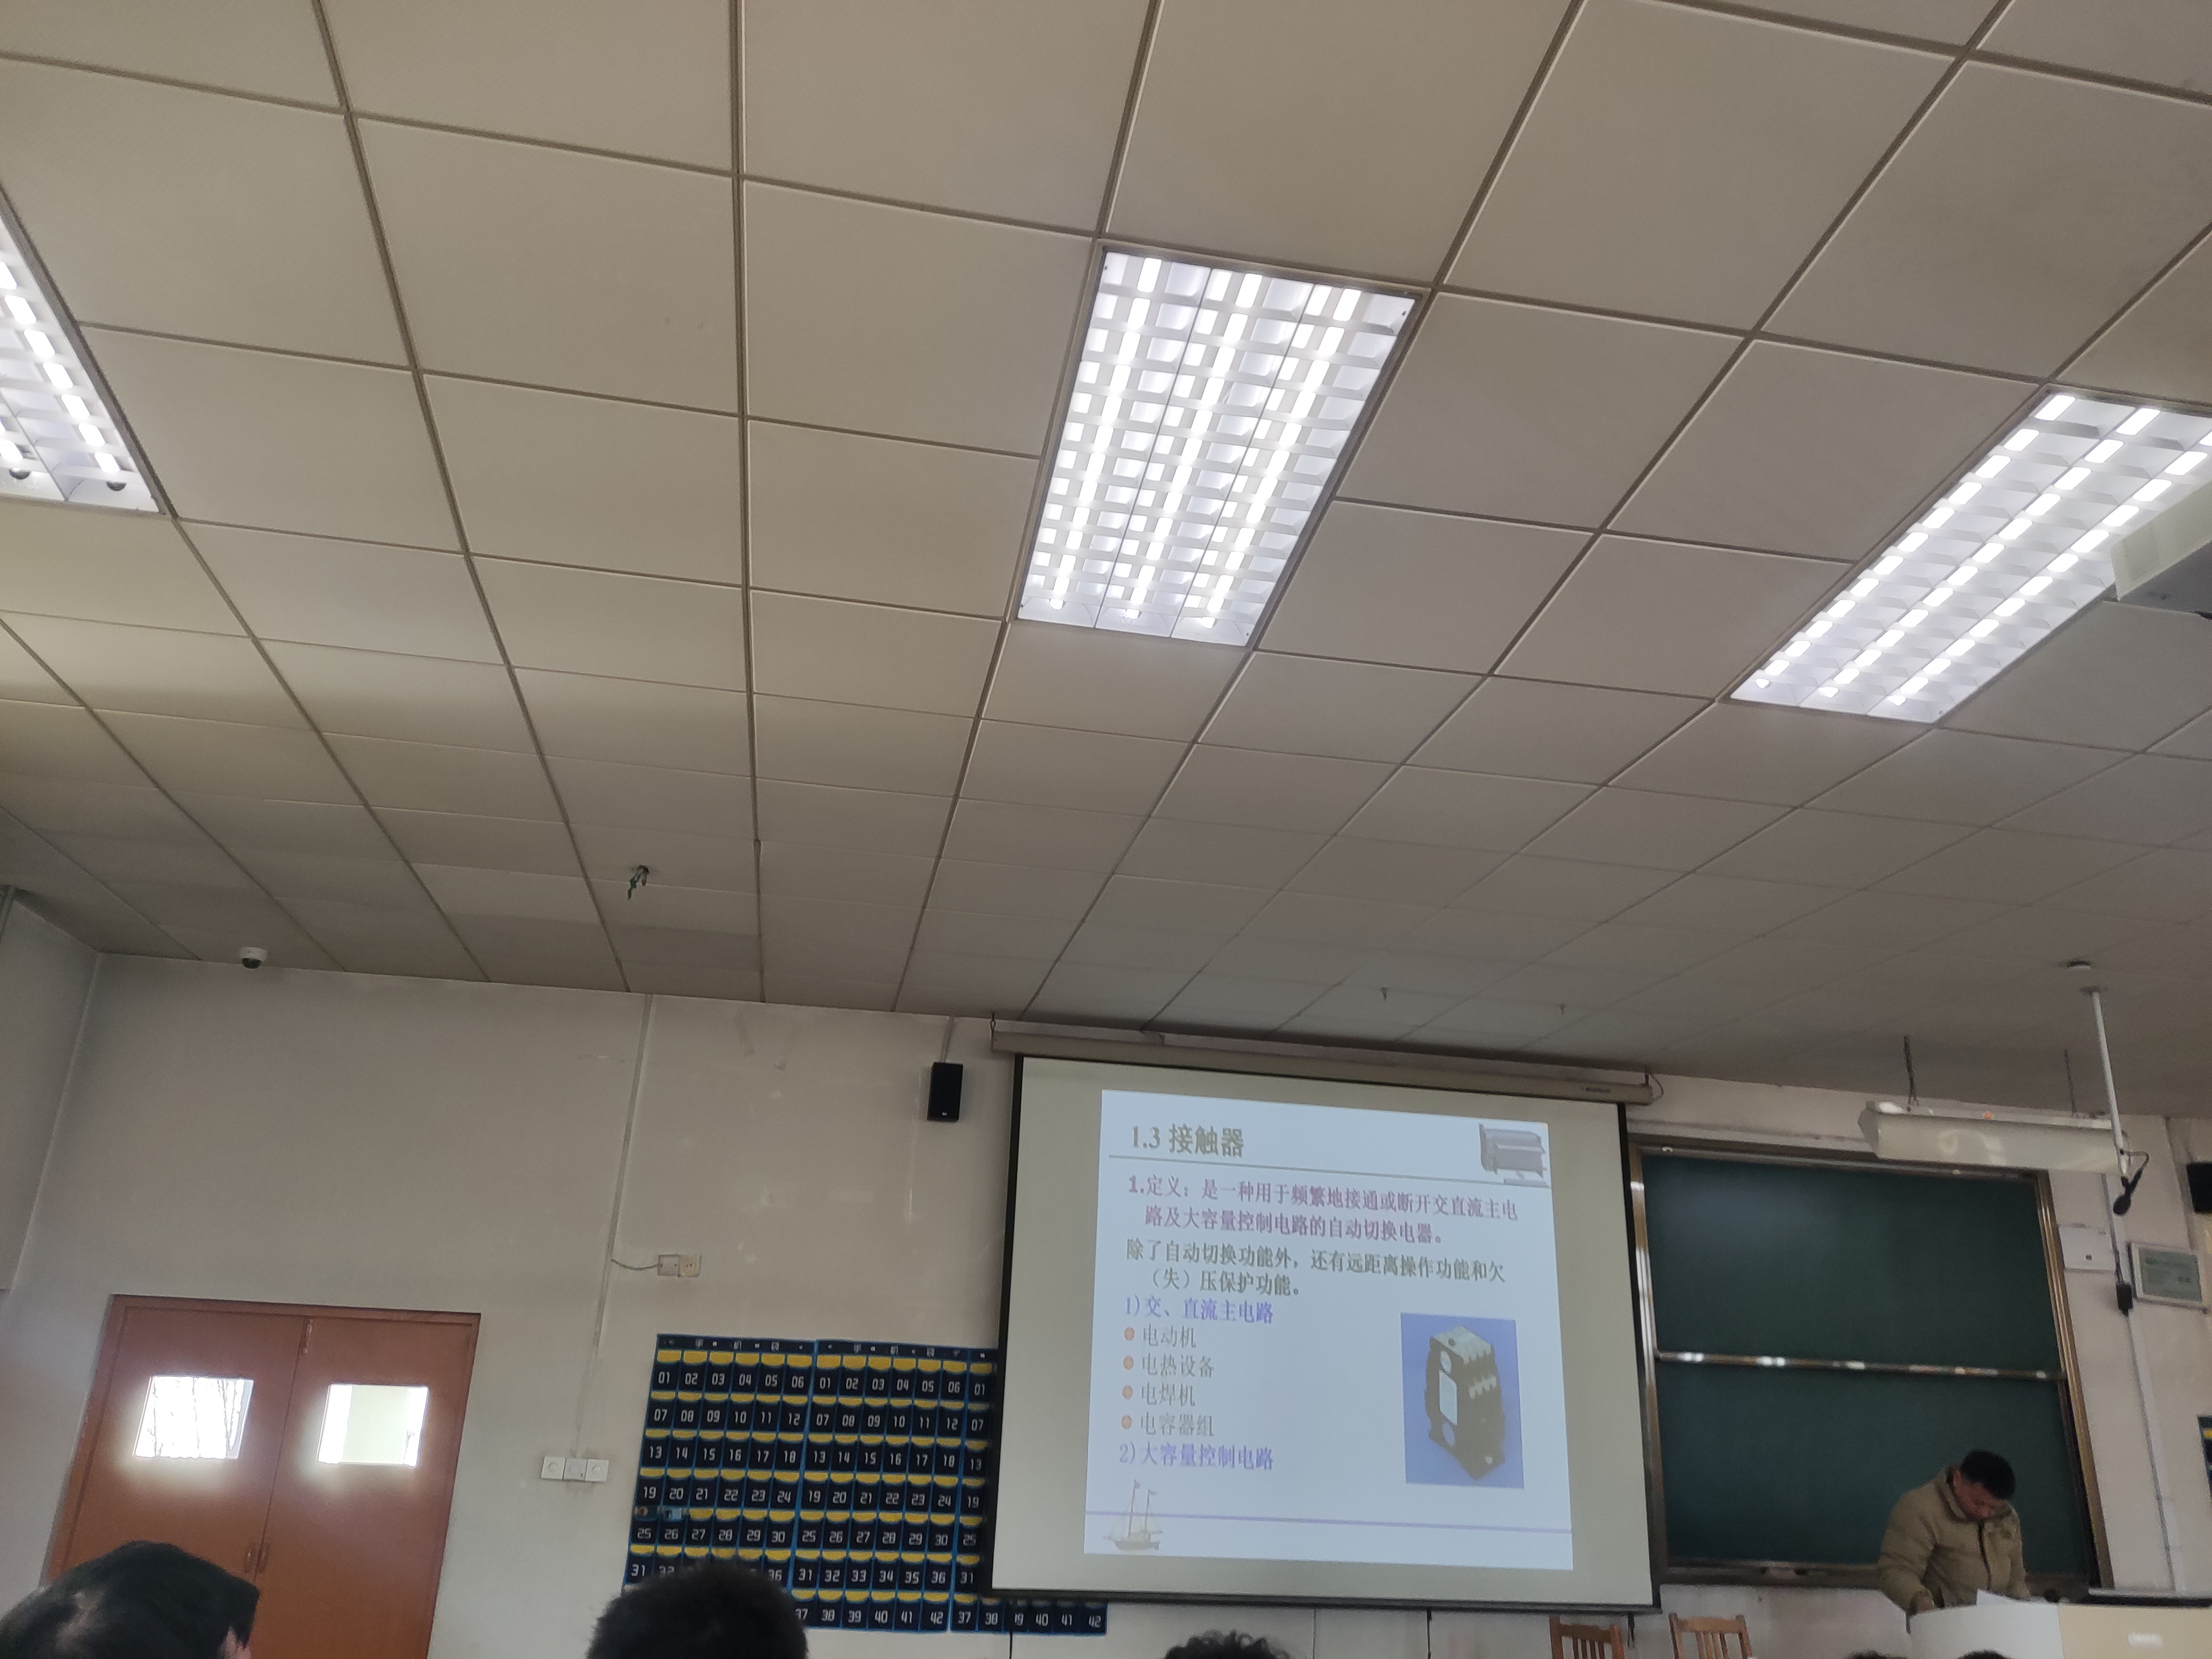 1.3 接触器
1.定义：是一种用于频繁地接通或断开交直流主电
路及大容量控制电路的自动切换电器。
除了自动切换功能外，还有远距离操作功能和欠
（失）压保护功能。
1)交、直流主电路
电动机
电热设备
电焊机
电容器组
2)大容量控制电路
01 02 03 04 05 06 01 02 03 04 05 06 01
07 08 09 10 11 12 07 08 09 10 11 12 07
13 14 15 16 17 18 13 14 15 16 17 18 13
19 20 21 22 23 24 19 20 21 22 23 24 19
25 26 27 28 29 30 25 26 27 28 29 30 25
31 32 36 31 32 33 34 35 36 31
37 38 39 40 41 42 37 38 39 40 41 42